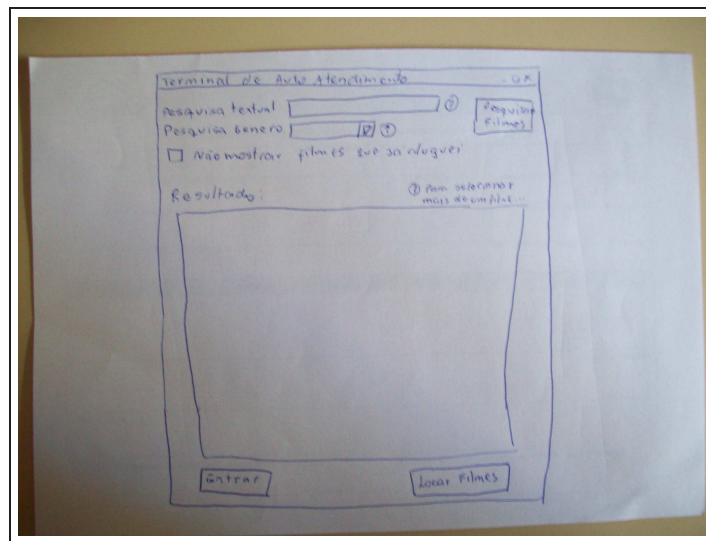 Terminal de Auto Atendimento - □ X
Pesquisa textual ?
Pesquisa Genero ?
Pesquisar
Filmes
Não mostrar filmes que ja aluguei
Resultado:
? Para selecionar
mais de um filme...
Entrar
Locar Filmes